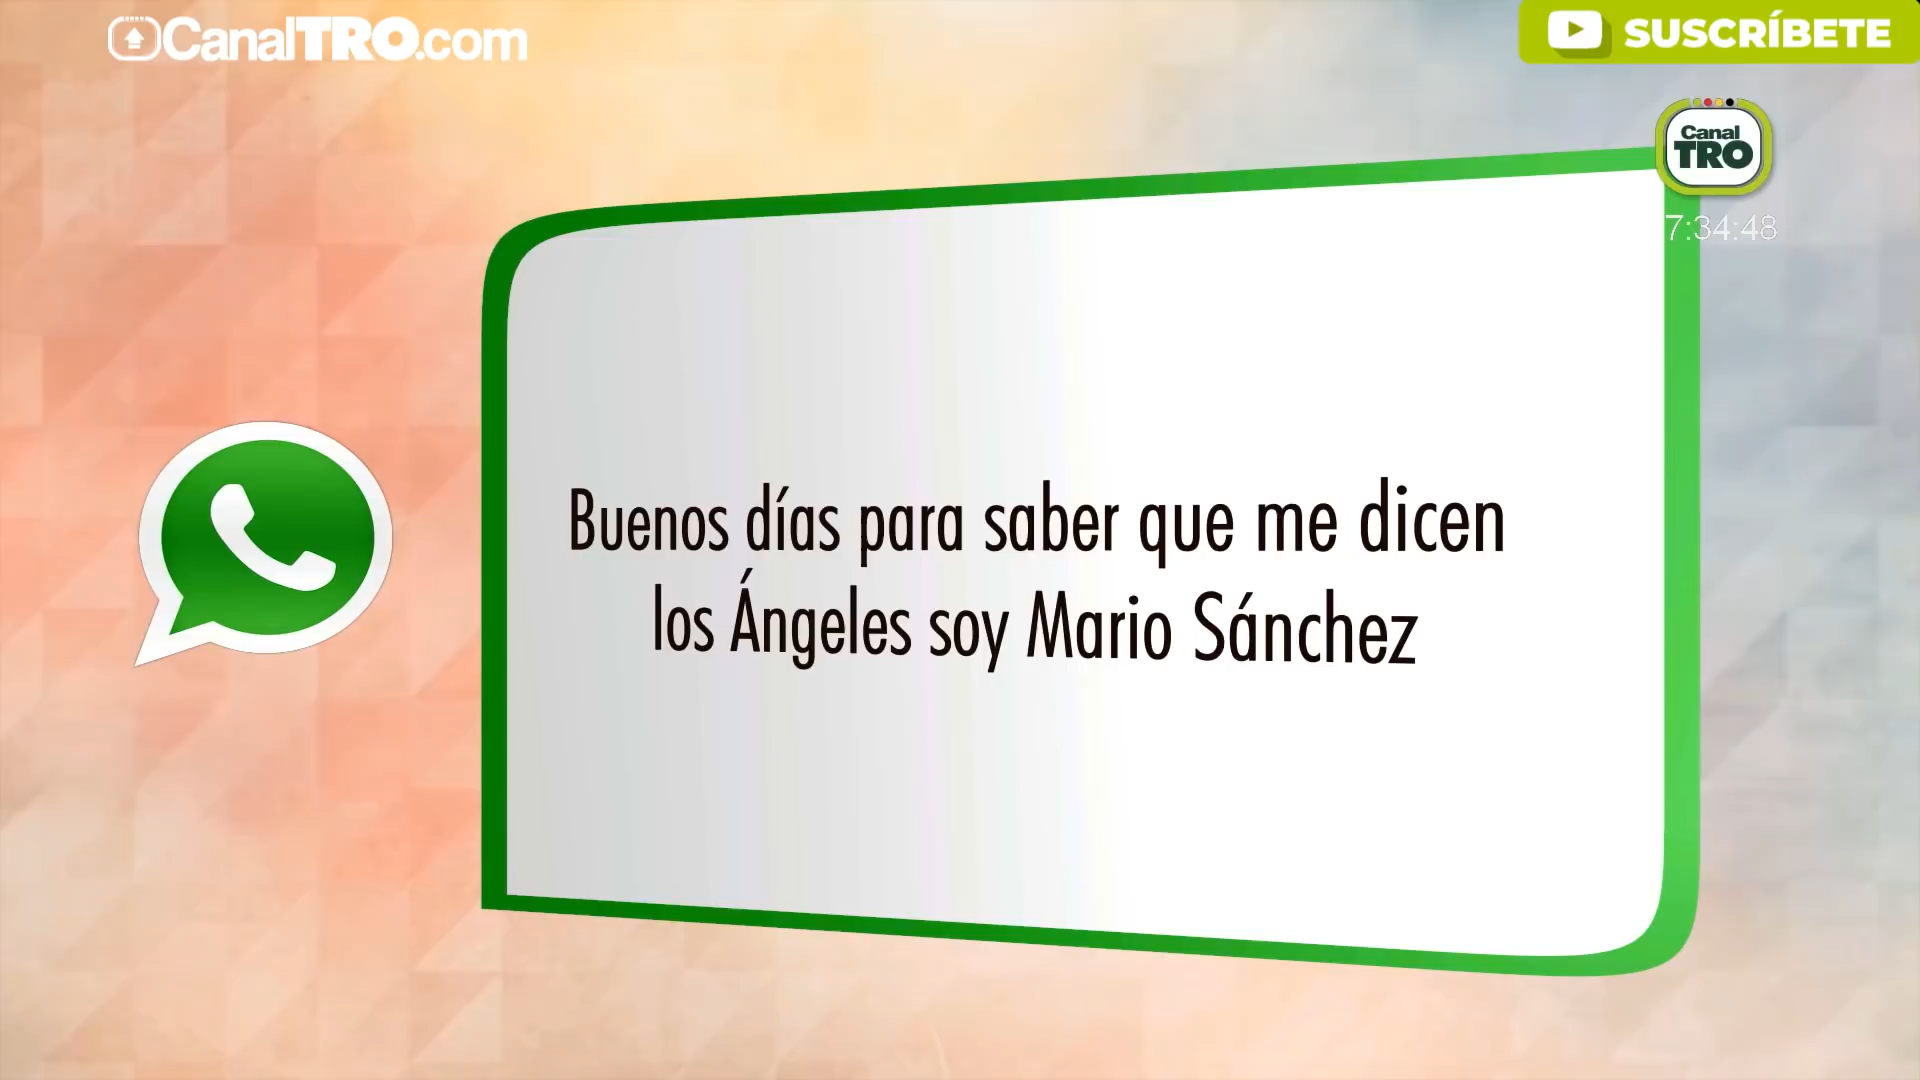 CanalTRO.com
SUSCRÍBETE
Canal
TRO
7:34:48
Buenos días para saber que me dicen
los Ángeles soy Mario Sánchez